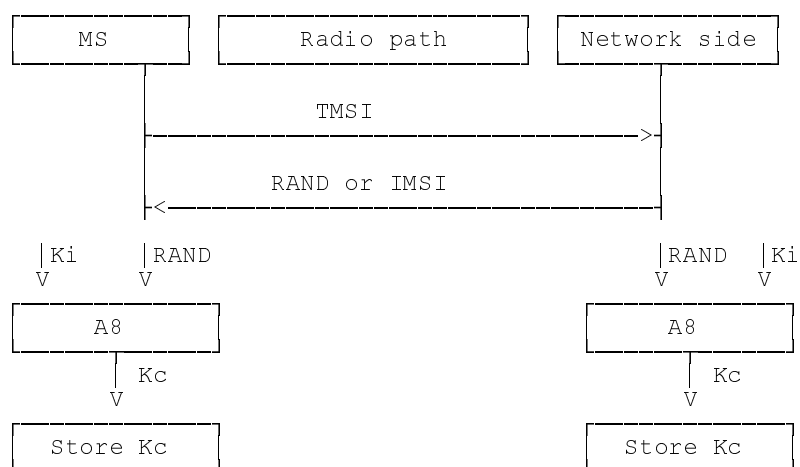 MS Radio path Network side
TMSI
RAND or IMSI
Ki RAND RAND Ki
A8 A8
Kc Kc
Store Kc Store Kc